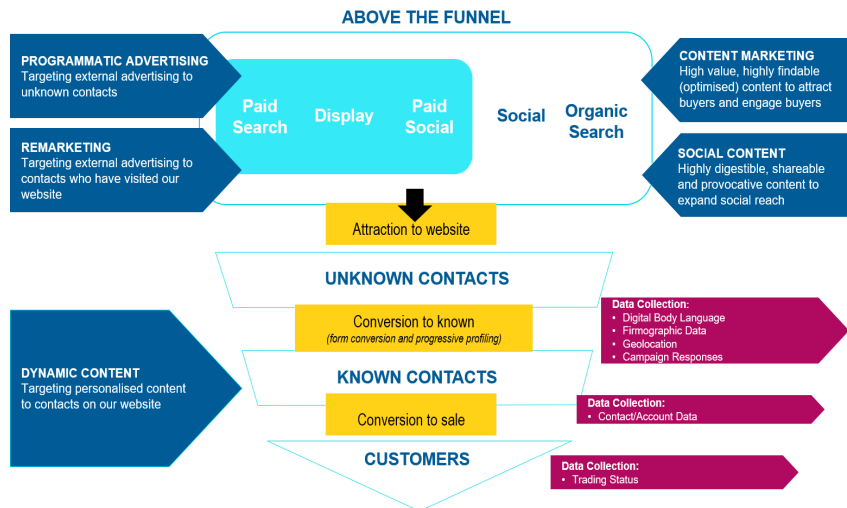 ABOVE THE FUNNEL
PROGRAMMATIC ADVERTISING
Targeting external advertising to
unknown contacts
REMARKETING
Targeting external advertising to
contacts who have visited our
website
Paid
Search
Display
Paid
Social
Social
Organic
Search
CONTENT MARKETING
High value, highly findable
(optimised) content to attract
buyers and engage buyers
SOCIAL CONTENT
Highly digestible, shareable
and provocative content to
expand social reach
Attraction to website
UNKNOWN CONTACTS
Conversion to known
(form conversion and progressive profiling)
Data Collection:
• Digital Body Language
• Firmographic Data
• Geolocation
• Campaign Responses
DYNAMIC CONTENT
Targeting personalised content
to contacts on our website
KNOWN CONTACTS
Conversion to sale
Data Collection:
• Contact/Account Data
CUSTOMERS
Data Collection:
• Trading Status